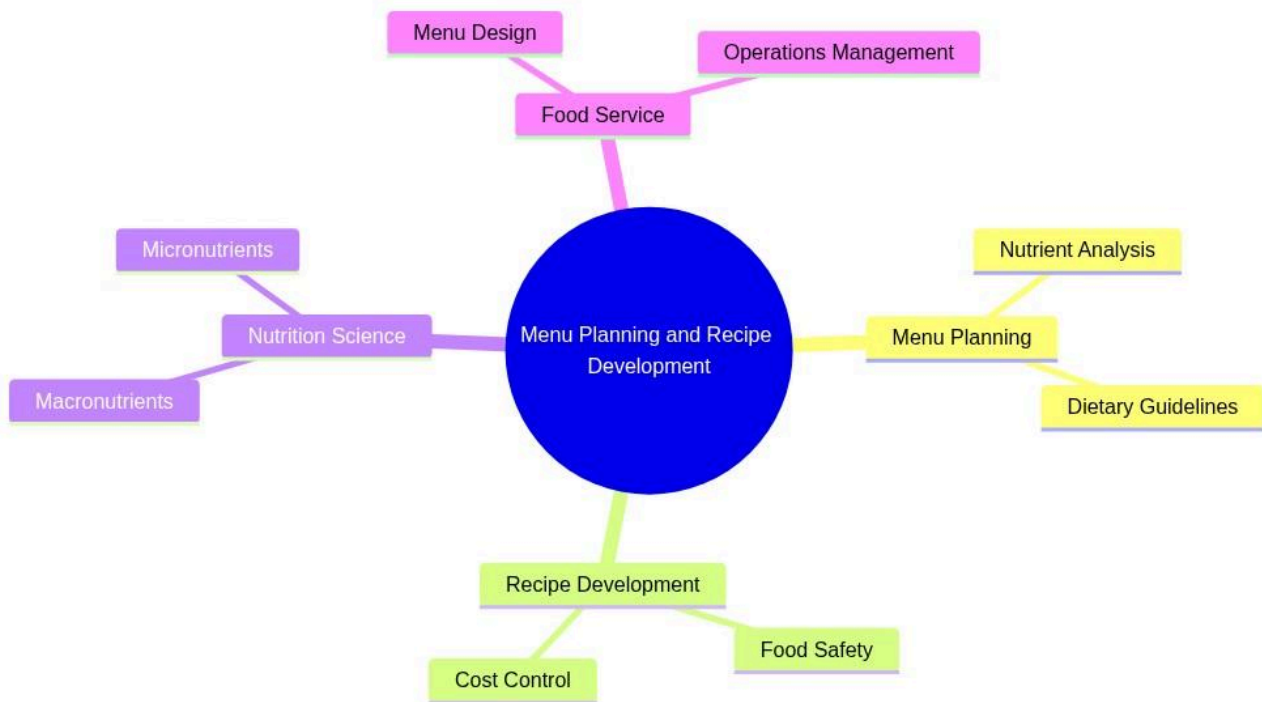 Menu Design
Operations Management
Food Service
Micronutrients
Nutrition Science
Macronutrients
Menu Planning and Recipe
Development
Nutrient Analysis
Menu Planning
Dietary Guidelines
Recipe Development
Food Safety
Cost Control